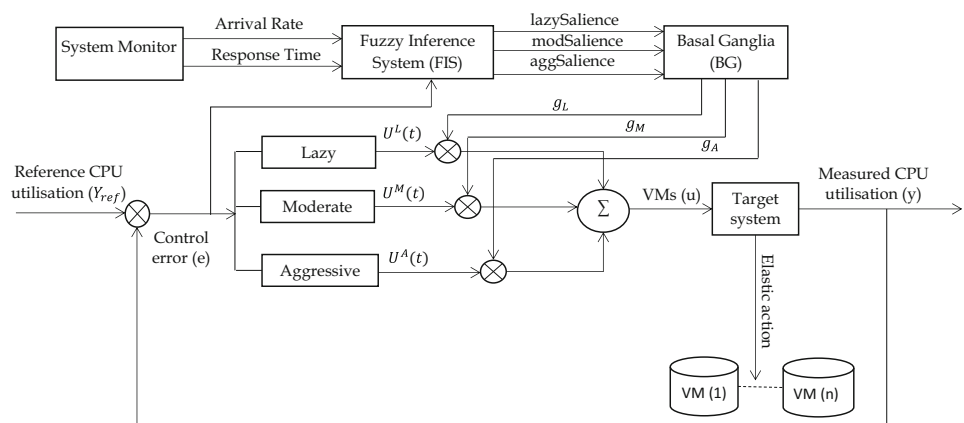 System Monitor
Arrival Rate
Response Time
Fuzzy Inference
System (FIS)
lazySalience
modSalience
aggSalience
Basal Ganglia
(BG)
g_L
g_M
g_A
Lazy
U^L(t)
Reference CPU
utilisation (Y_ref)
Moderate
U^M(t)
Control
error (e)
Aggressive
U^A(t)
Σ
VMs (u)
Target
system
Measured CPU
utilisation (y)
Elastic action
VM (1)
VM (n)